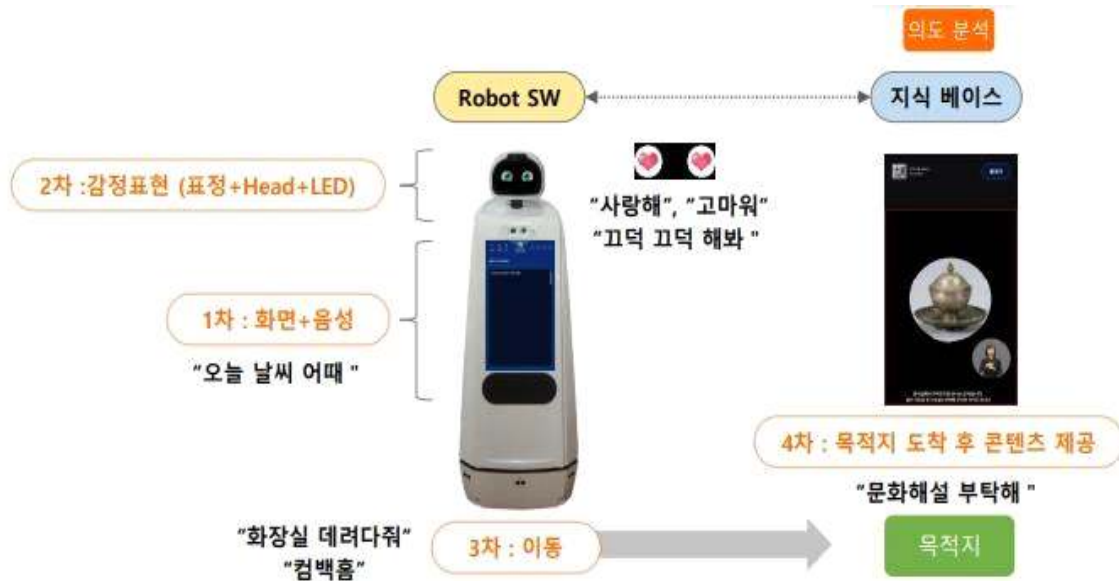 의도 분석
Robot SW
지식 베이스
2차 :감정표현 (표정+Head+LED)
"사랑해", "고마워"
"끄덕 끄덕 해봐 "
1차 : 화면+음성
"오늘 날씨 어때 "
4차 : 목적지 도착 후 콘텐츠 제공
"문화해설 부탁해 "
"화장실 데려다줘"
"컴백홈"
3차 : 이동
목적지